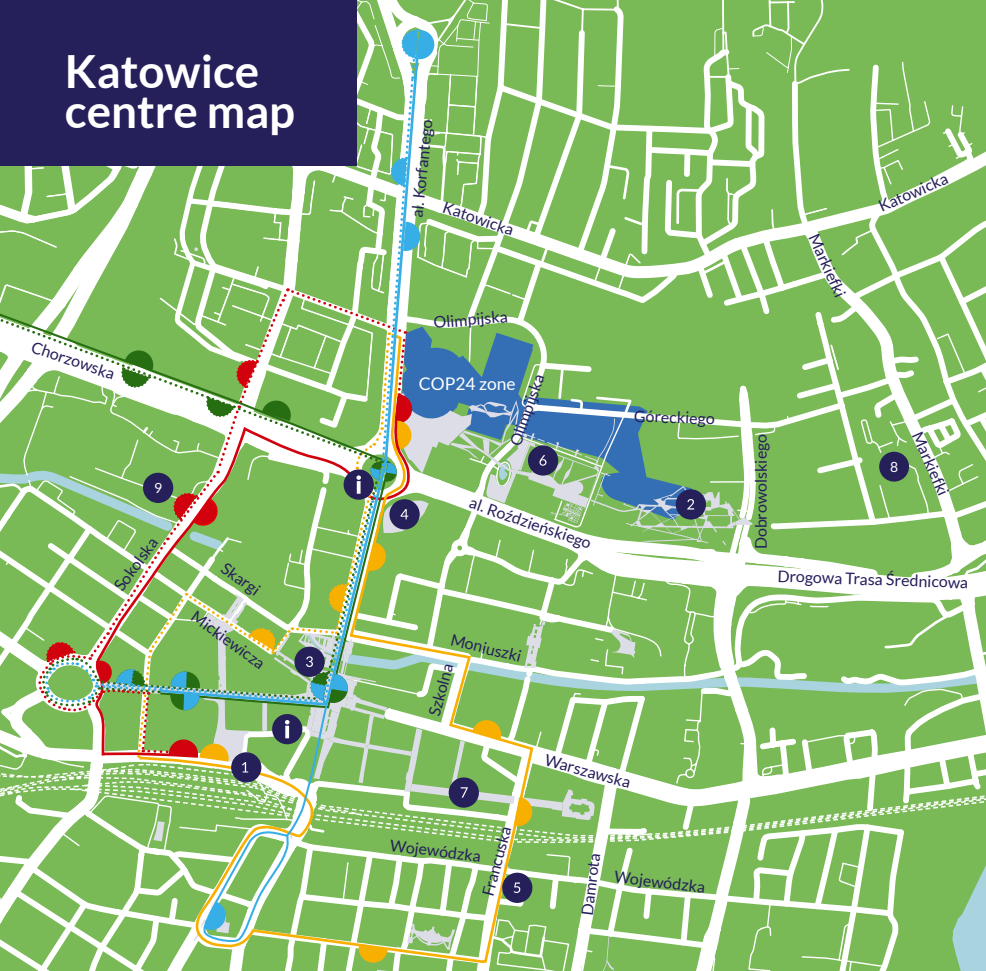 Katowice
centre map
al. Korfantego
Katowicka
Katowicka
Markiefki
Olimpijska
Chorzowska
COP24 zone
Olimpijska
Góreckiego
Dobrowolskiego
Markiefki
6
8
9
i
2
4
al. Roździeńskiego
Sokolska
Skargi
Drogowa Trasa Średnicowa
Mickiewicza
Moniuszki
3
Szkolna
i
1
Warszawska
7
Wojewódzka
Francuska
5
Damrota
Wojewódzka